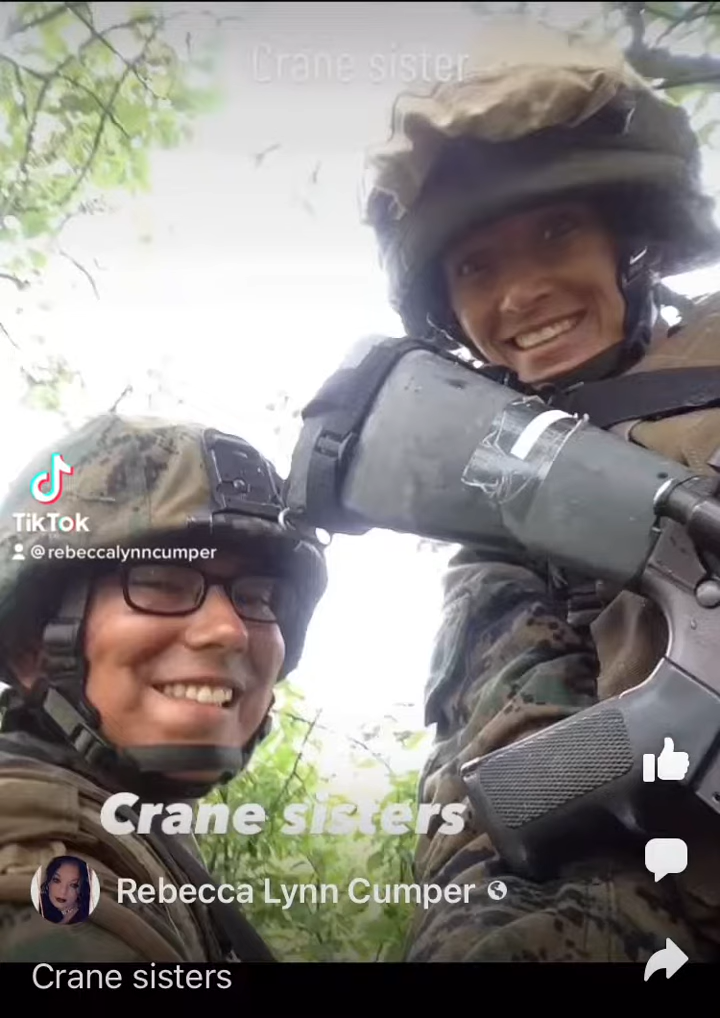 Crane sister
TikTok
@rebeccalynncumper
Crane sisters
Rebecca Lynn Cumper
Crane sisters